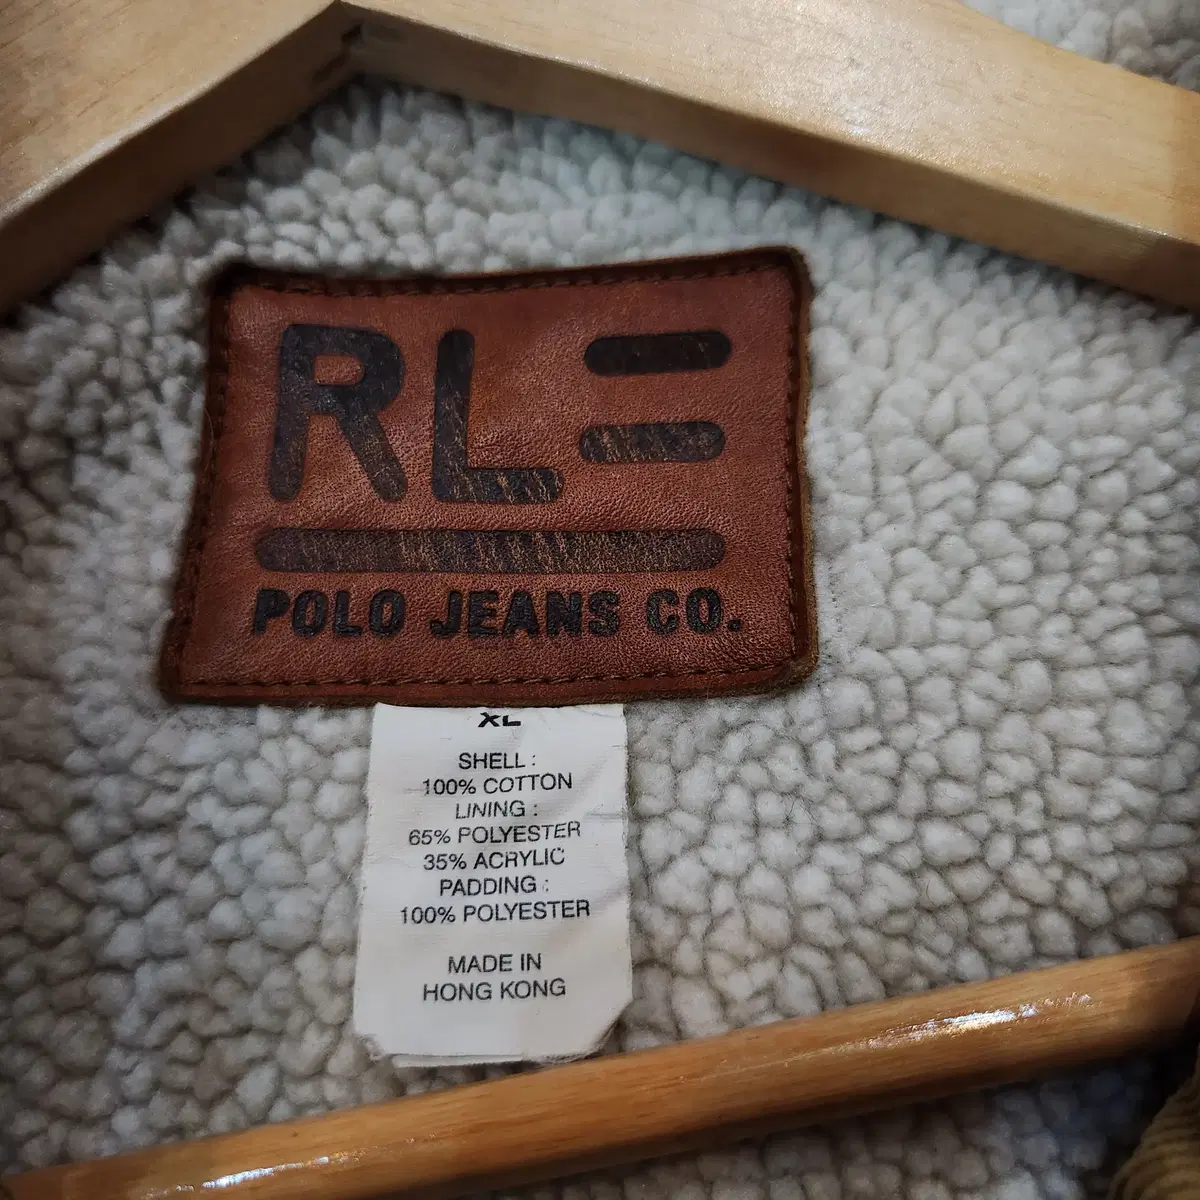 RL
POLO JEANS CO.
XL
SHELL :
100% COTTON
LINING :
65% POLYESTER
35% ACRYLIC
PADDING :
100% POLYESTER
MADE IN
HONG KONG